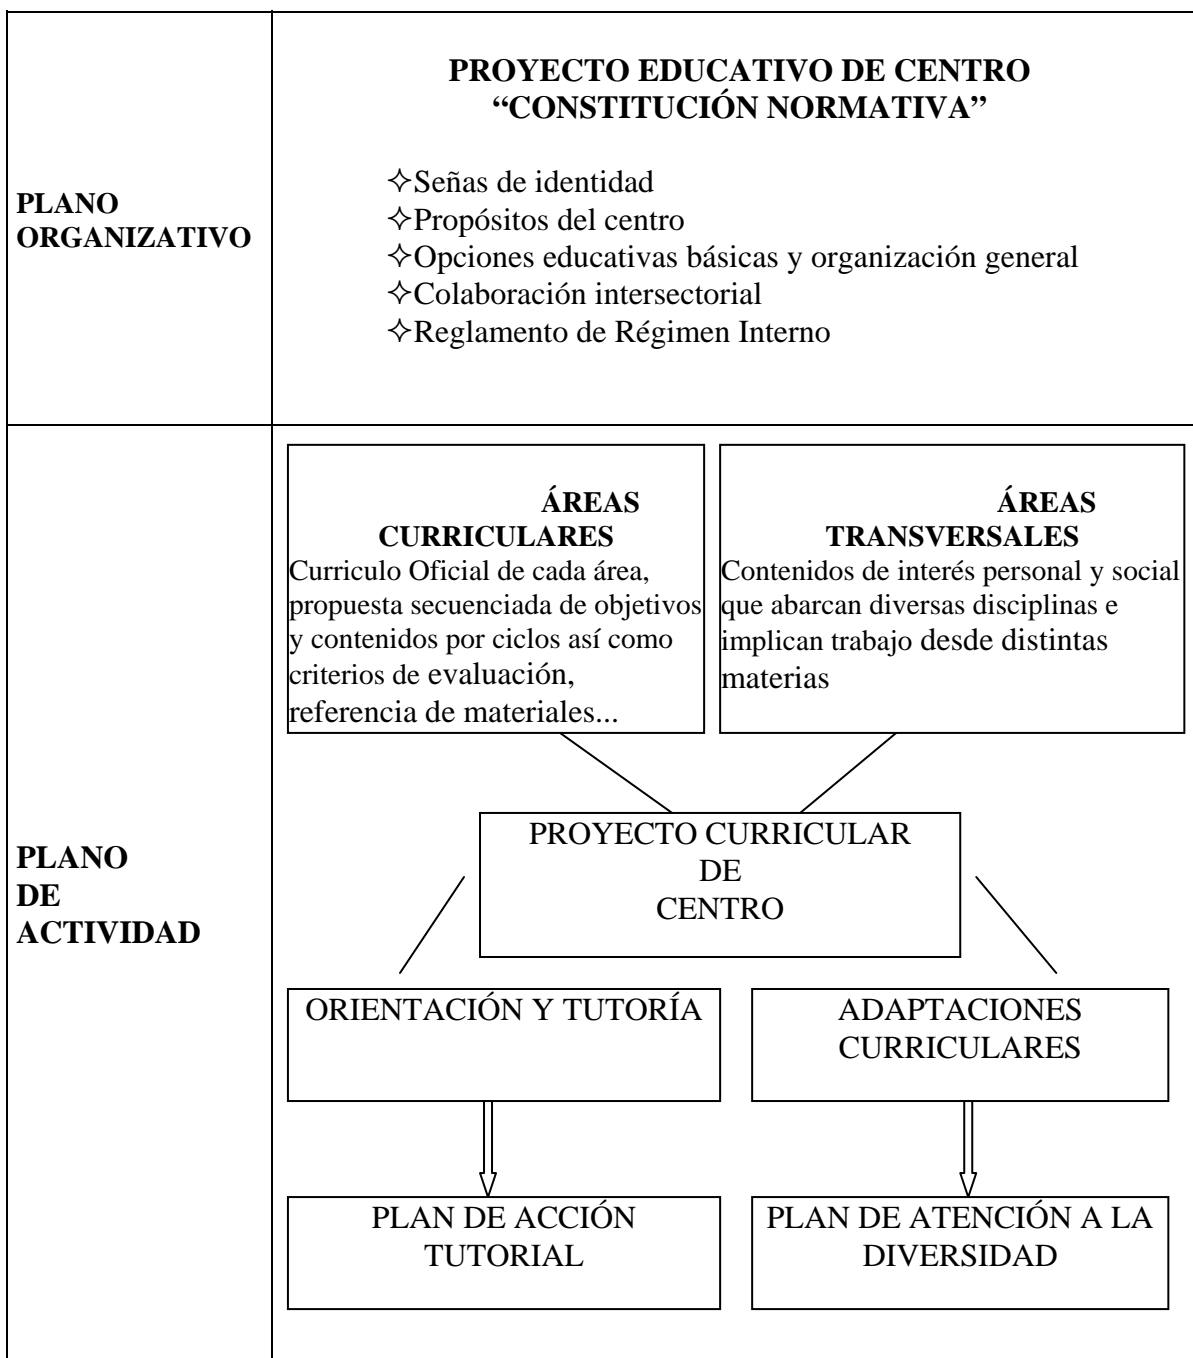 PROYECTO EDUCATIVO DE CENTRO
“CONSTITUCIÓN NORMATIVA”
PLANO
ORGANIZATIVO
✧Señas de identidad
✧Propósitos del centro
✧Opciones educativas básicas y organización general
✧Colaboración intersectorial
✧Reglamento de Régimen Interno
PLANO
DE
ACTIVIDAD
ÁREAS
CURRICULARES
Curriculo Oficial de cada área,
propuesta secuenciada de objetivos
y contenidos por ciclos así como
criterios de evaluación,
referencia de materiales...
ÁREAS
TRANSVERSALES
Contenidos de interés personal y social
que abarcan diversas disciplinas e
implican trabajo desde distintas
materias
PROYECTO CURRICULAR
DE
CENTRO
ORIENTACIÓN Y TUTORÍA
ADAPTACIONES
CURRICULARES
PLAN DE ACCIÓN
TUTORIAL
PLAN DE ATENCIÓN A LA
DIVERSIDAD